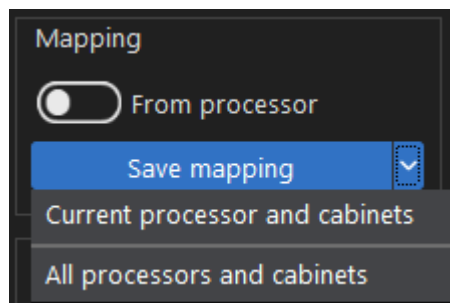 Mapping
From processor
Save mapping
Current processor and cabinets
All processors and cabinets